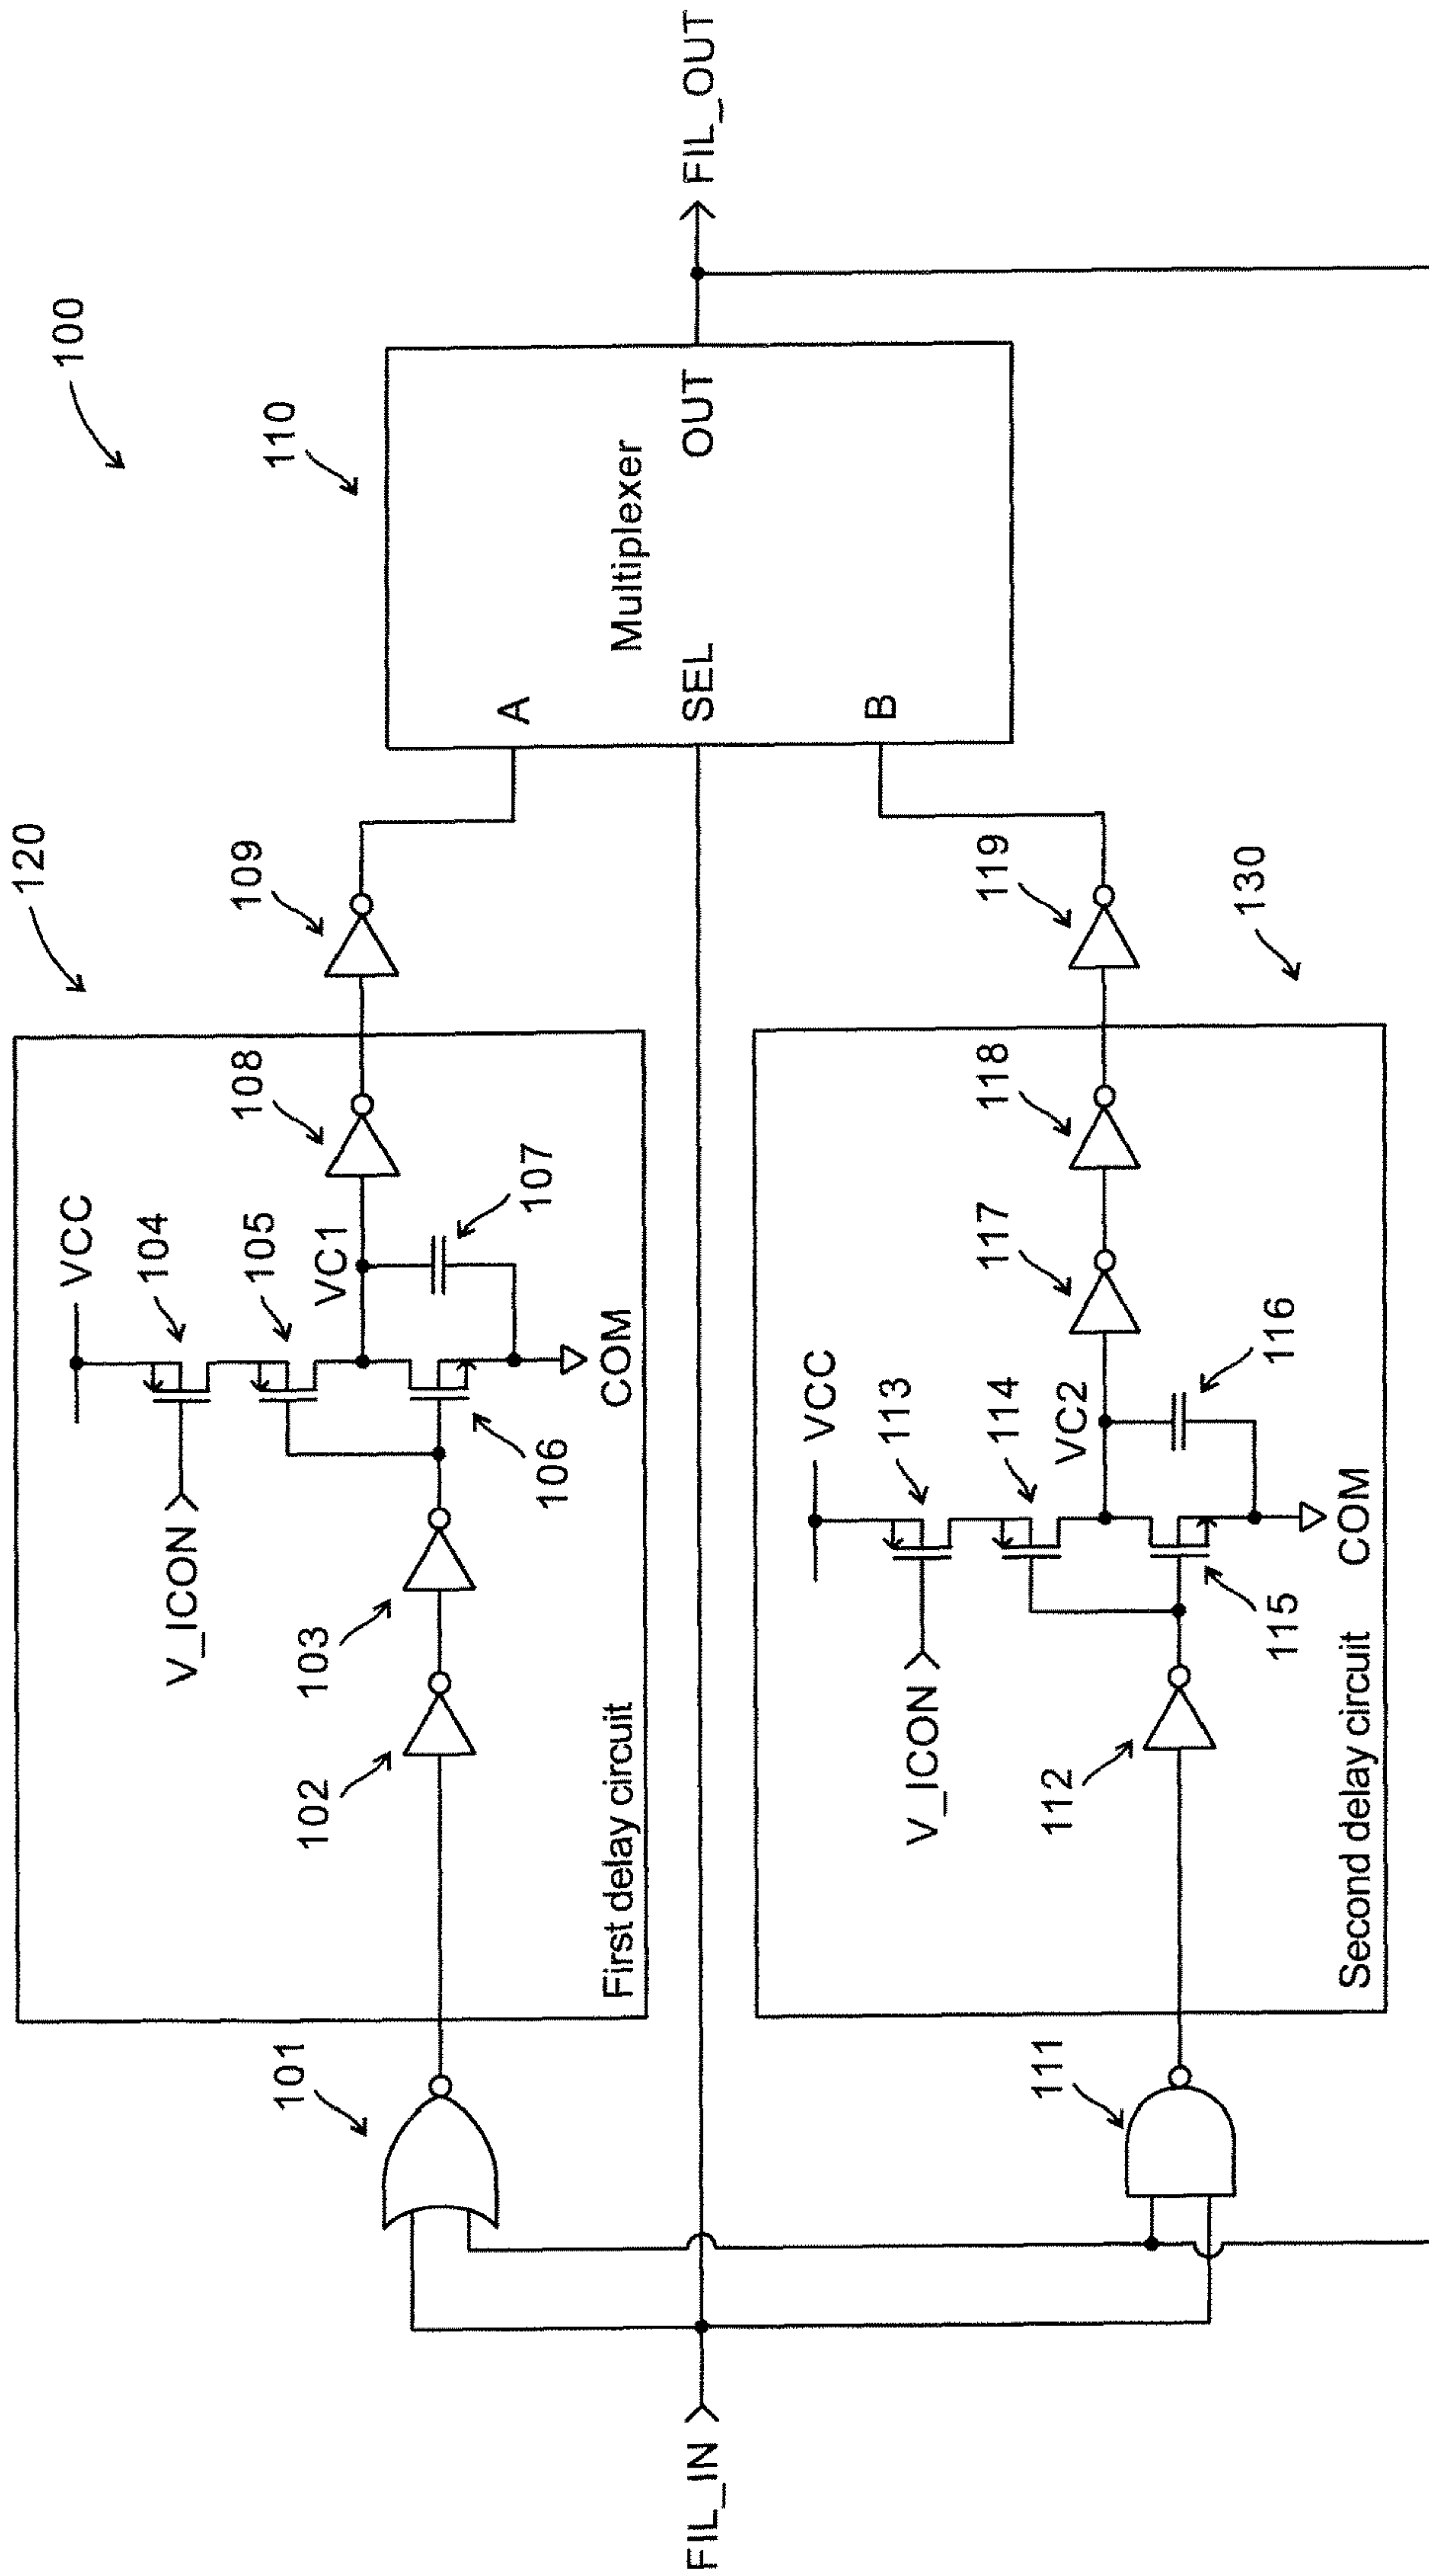 100
120
VCC
104
V_ICON
105
VC1
108
109
110
107
106
COM
103
102
101
First delay circuit
A
Multiplexer
SEL
OUT
B
FIL_IN
FIL_OUT
VCC
113
V_ICON
114
VC2
117
118
119
116
115
COM
112
111
Second delay circuit
130